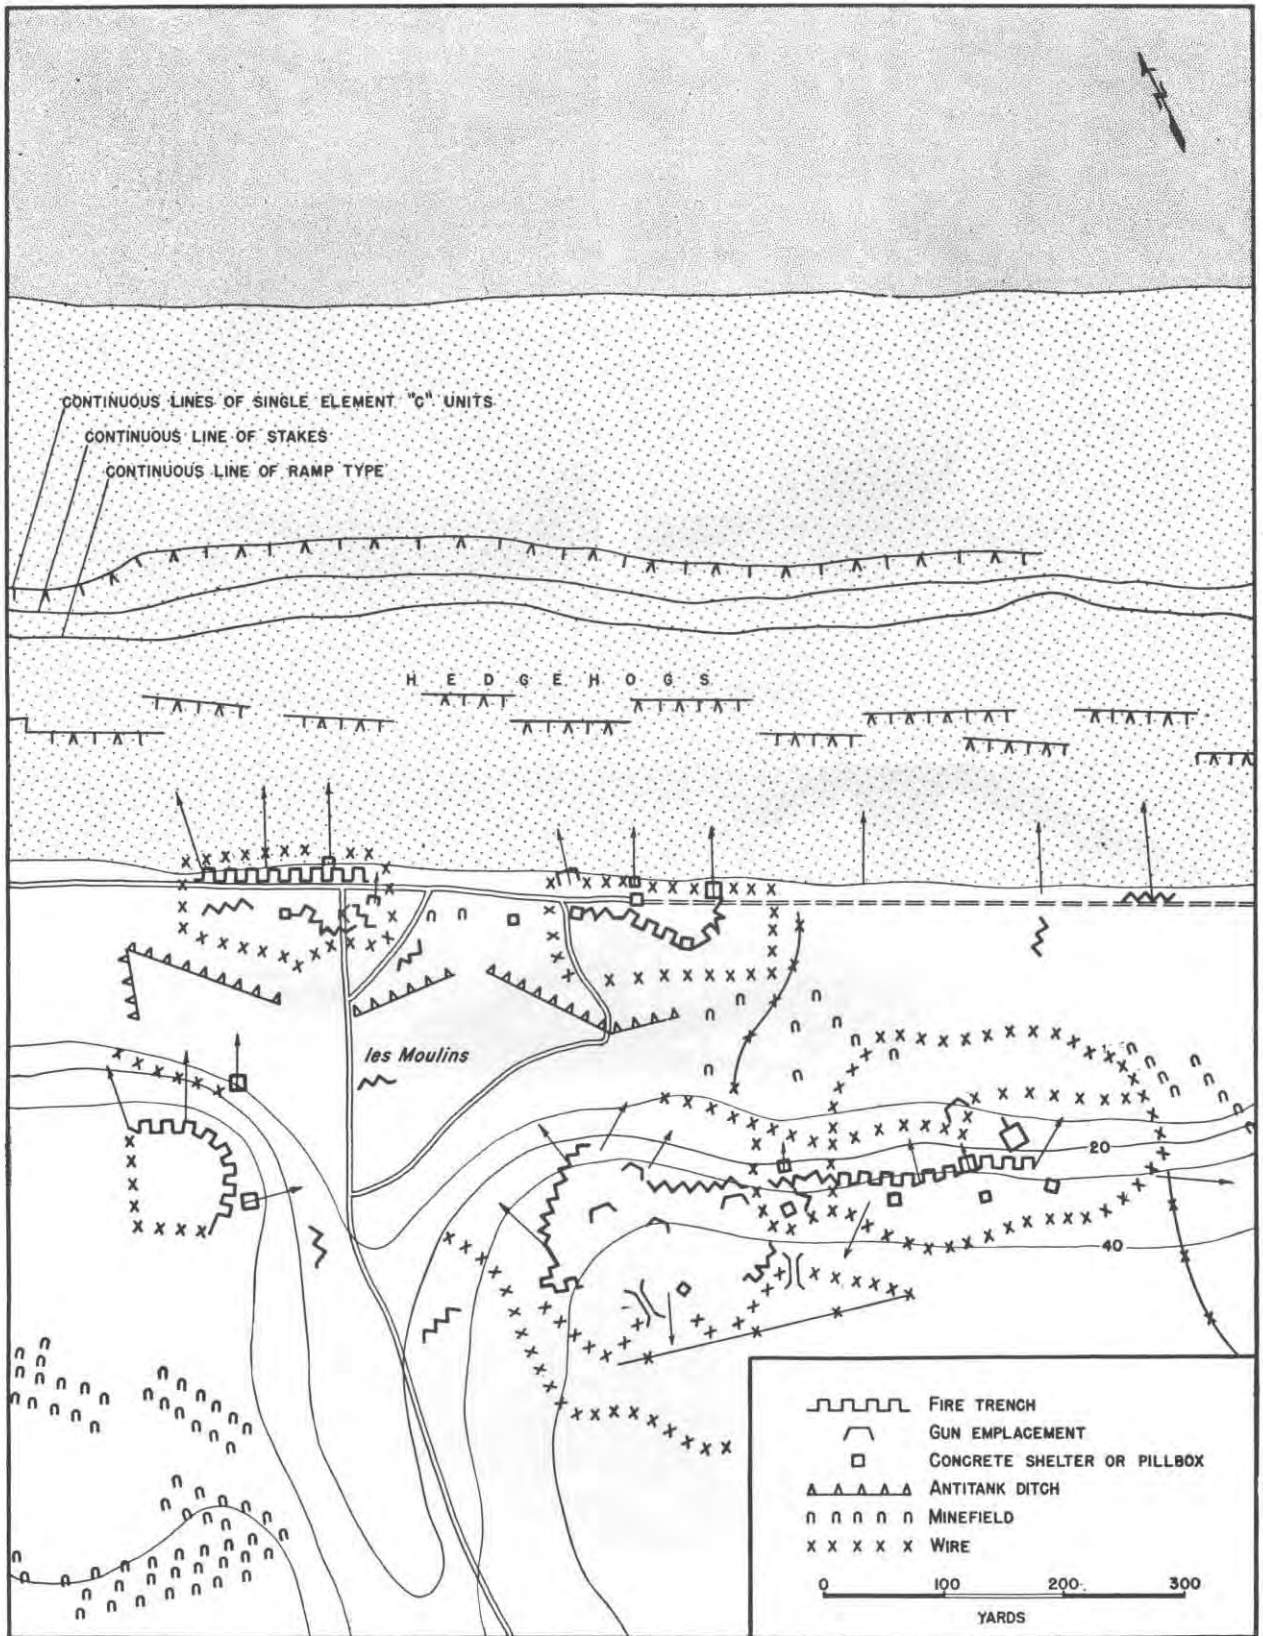 N
CONTINUOUS LINES OF SINGLE ELEMENT "C" UNITS
CONTINUOUS LINE OF STAKES
CONTINUOUS LINE OF RAMP TYPE
HEDGEHOGS
les Moulins
20
40
FIRE TRENCH
GUN EMPLACEMENT
CONCRETE SHELTER OR PILLBOX
ANTITANK DITCH
MINEFIELD
WIRE
0 100 200 300
YARDS